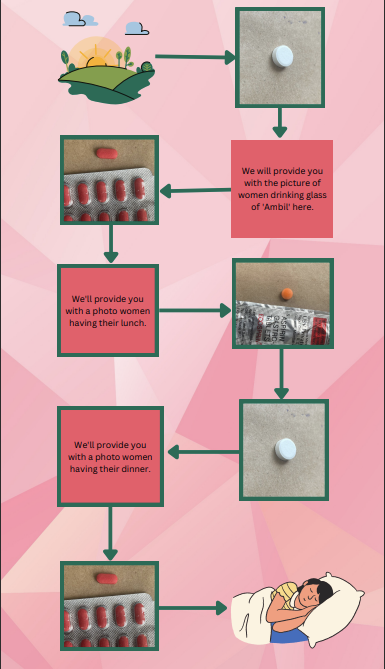 We will provide you
with the picture of
women drinking glass
of 'Ambil' here.
We'll provide you
with a photo women
having their lunch.
We'll provide you
with a photo women
having their dinner.